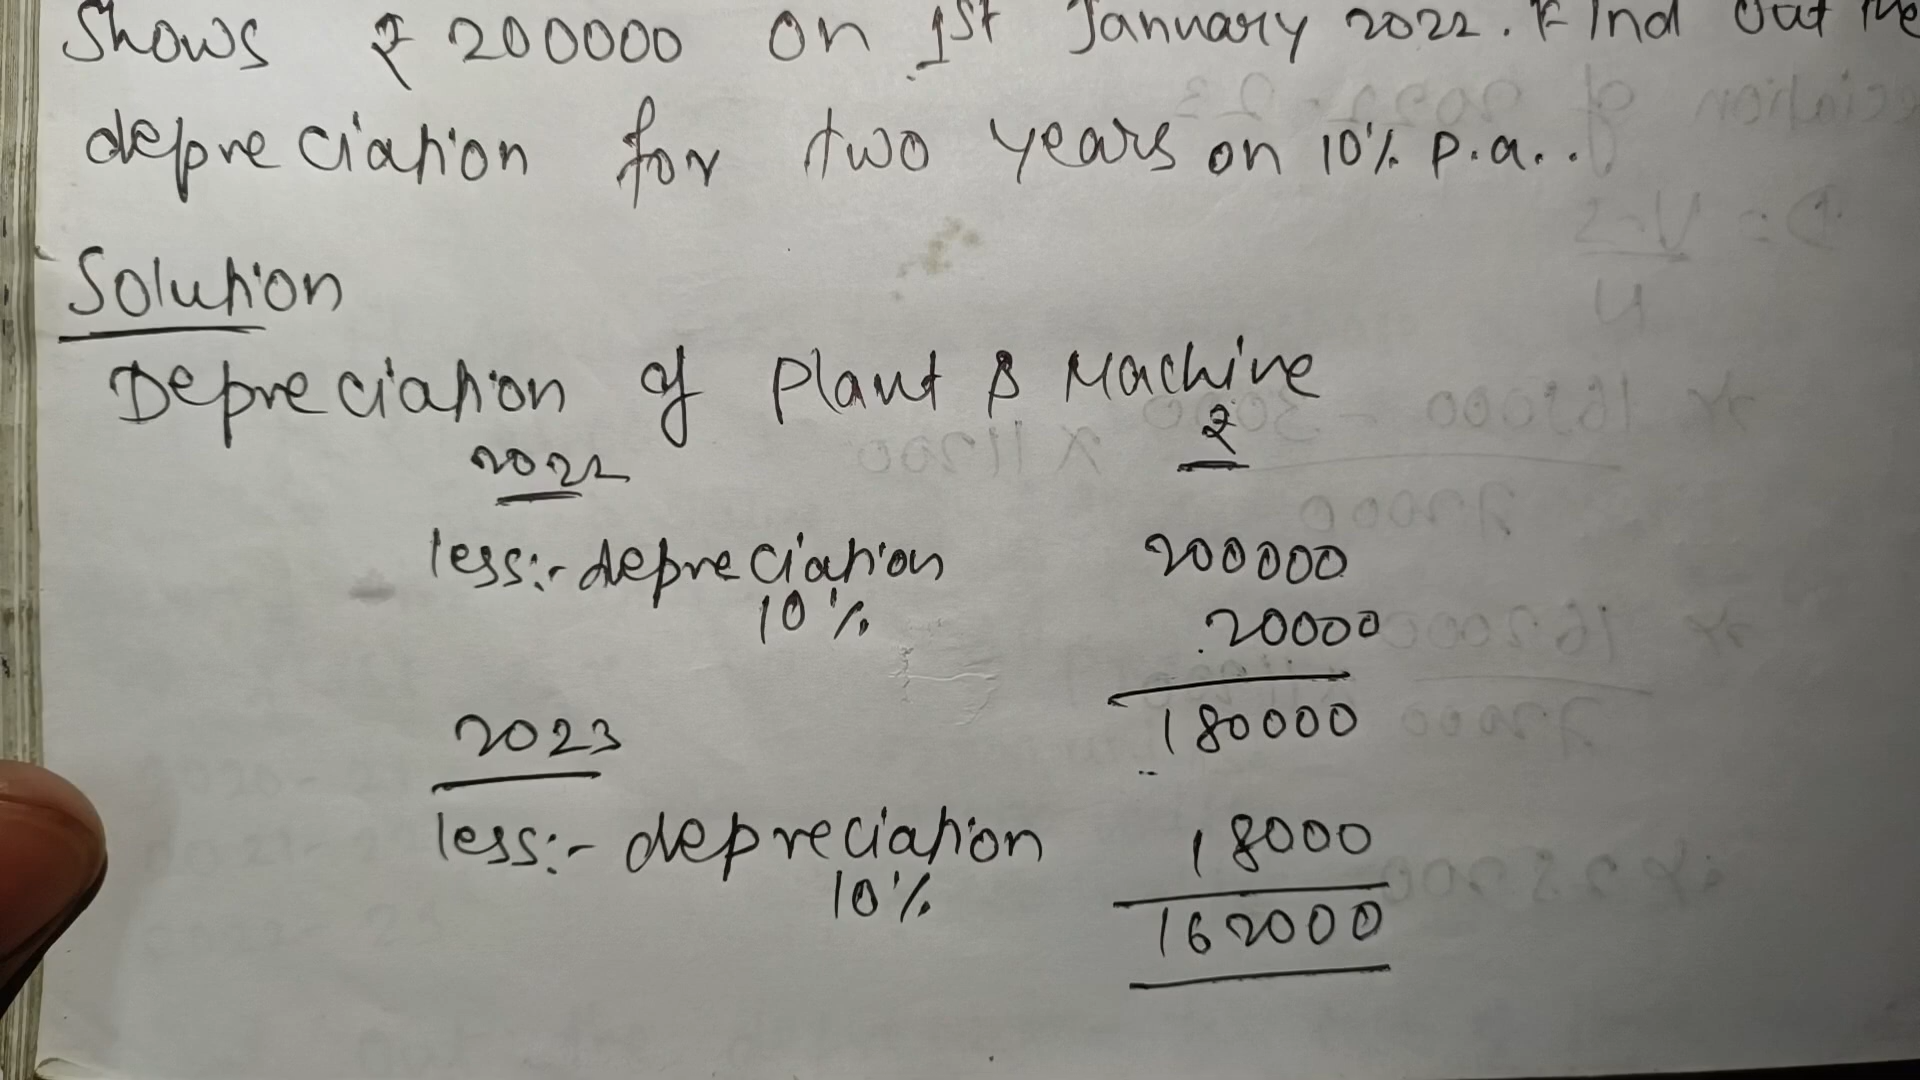 Shows ₹ 200000 on 1st January 2022. Find out the
depreciation for two years on 10% p.a..
Solution
Depreciation of Plant & Machine
2022 ₹
less:- depreciation 200000
10% 20000
180000
2023
less:- depreciation 18000
10%
162000